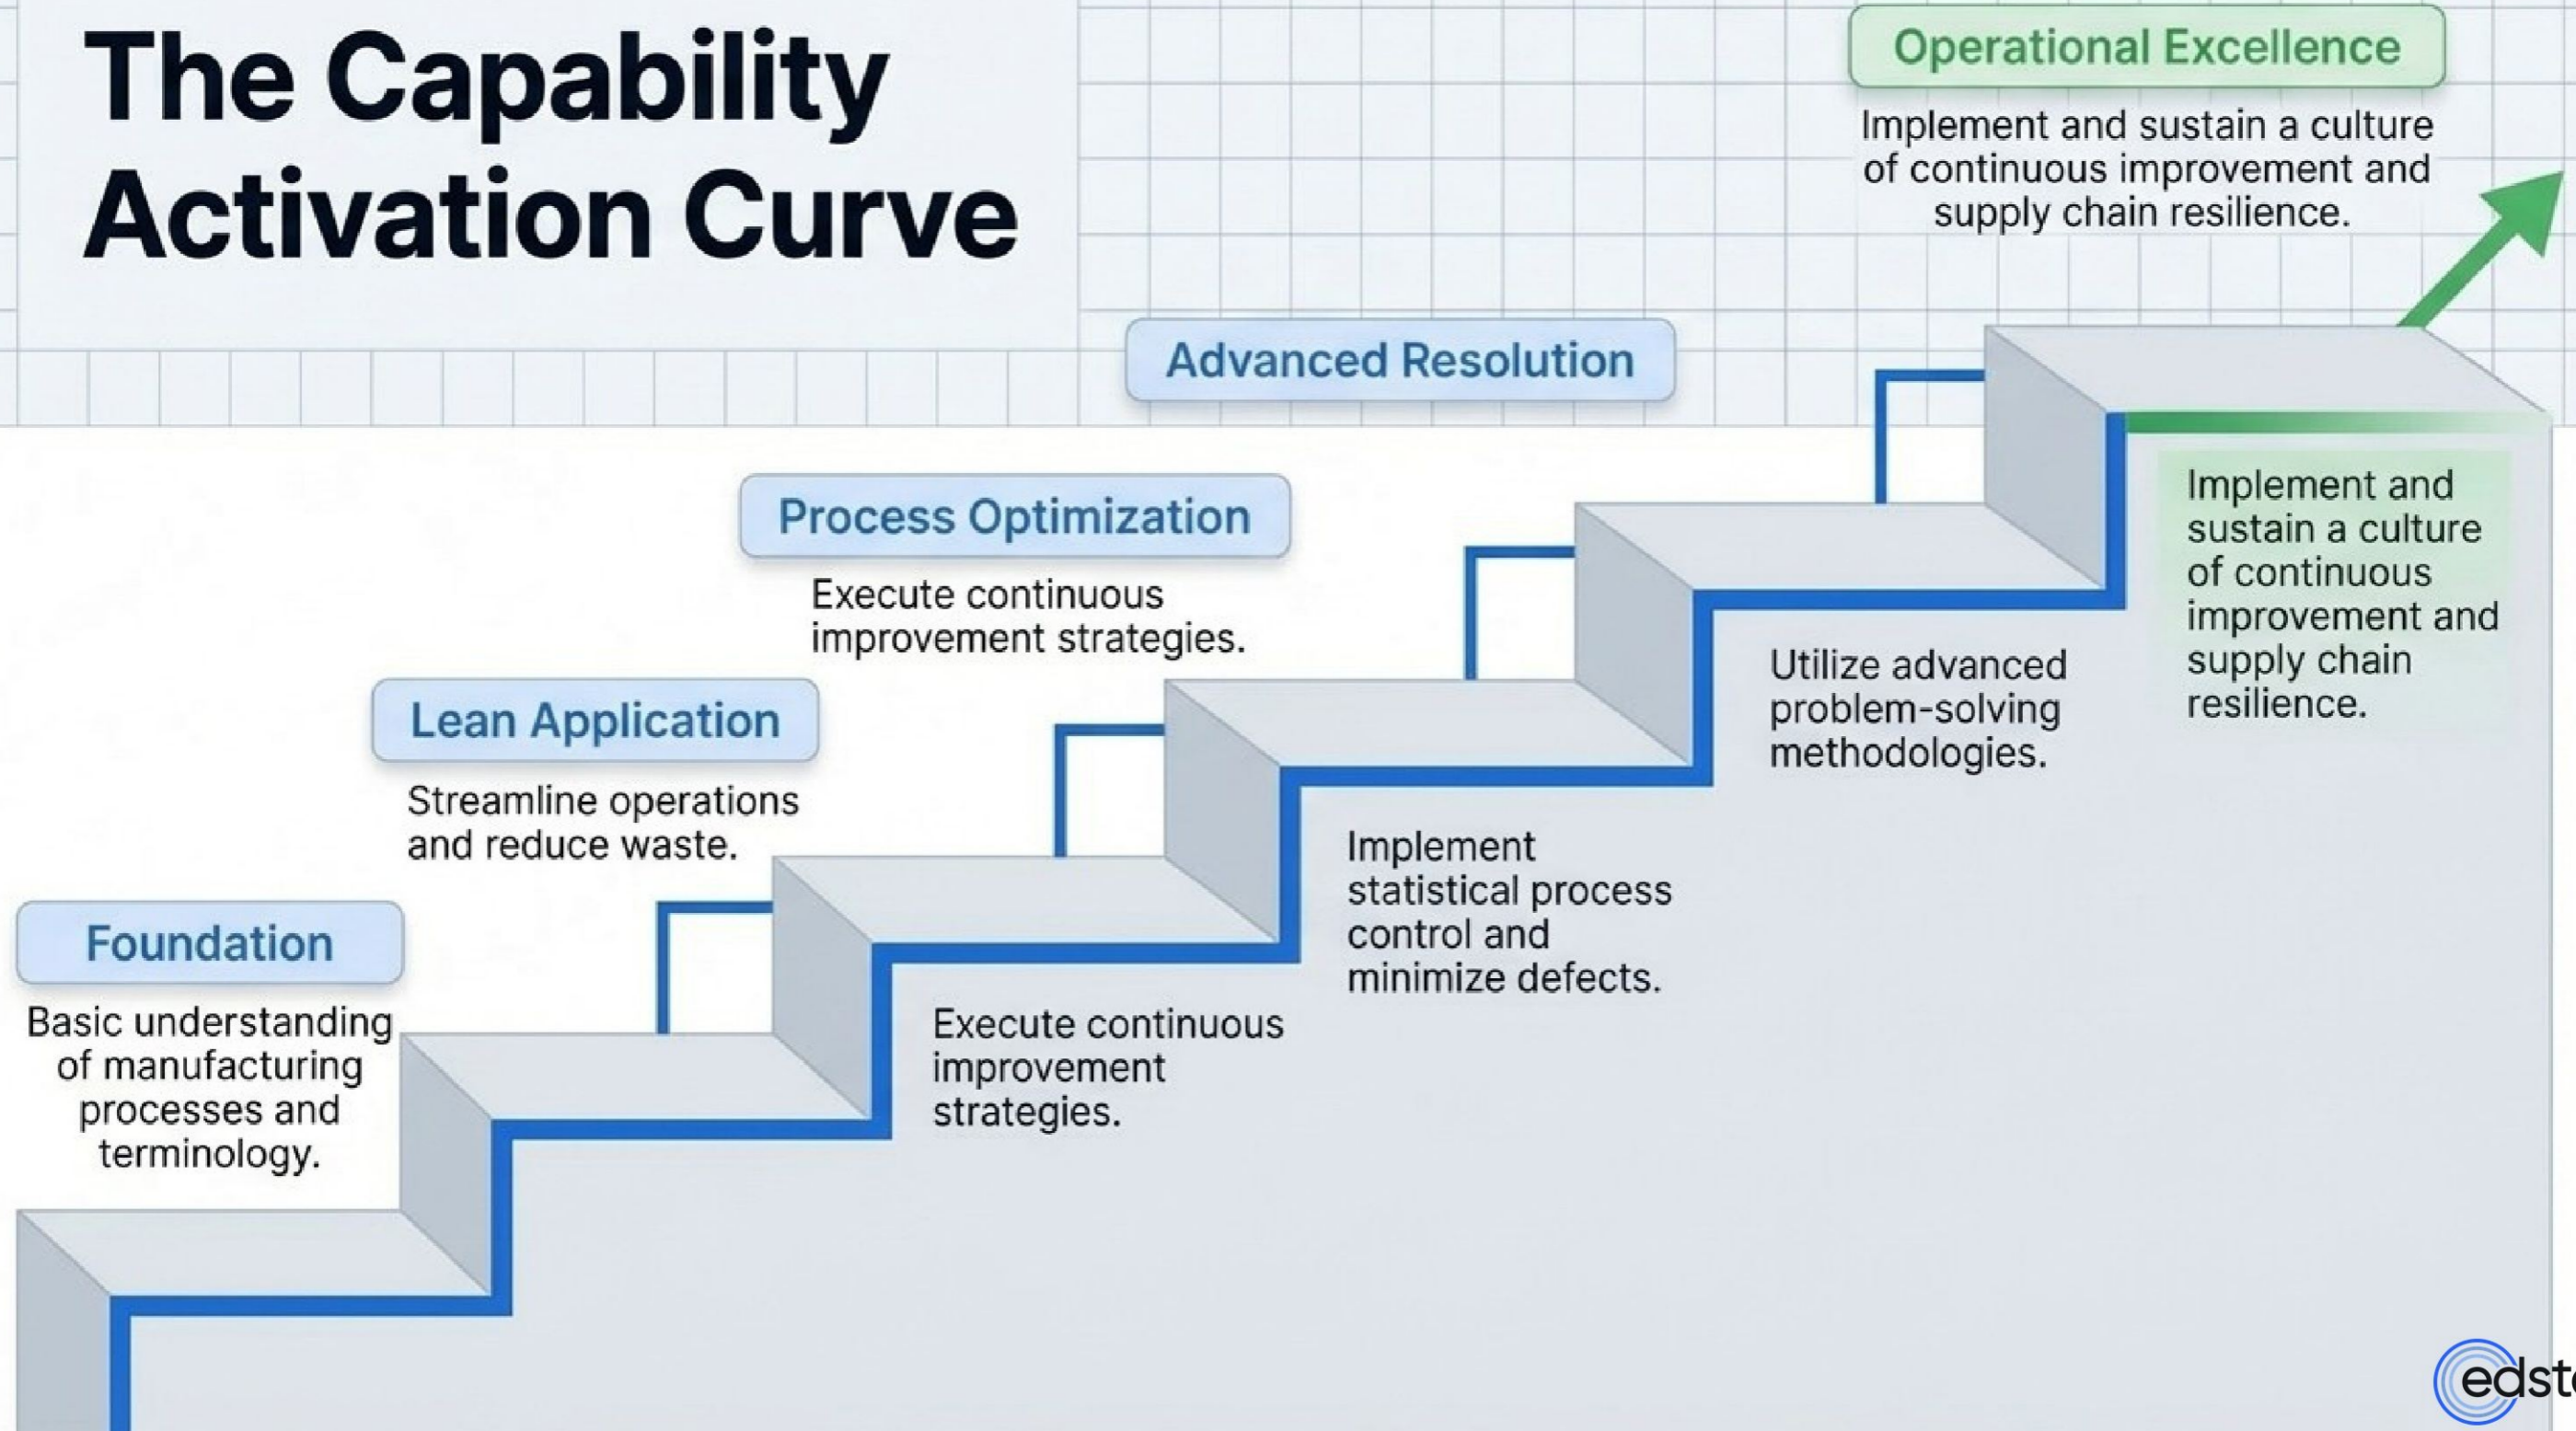 The Capability
Activation Curve
Operational Excellence
Implement and sustain a culture
of continuous improvement and
supply chain resilience.
Advanced Resolution
Process Optimization
Execute continuous
improvement strategies.
Lean Application
Streamline operations
and reduce waste.
Foundation
Basic understanding
of manufacturing
processes and
terminology.
Execute continuous
improvement
strategies.
Implement
statistical process
control and
minimize defects.
Utilize advanced
problem-solving
methodologies.
Implement and
sustain a culture
of continuous
improvement and
supply chain
resilience.